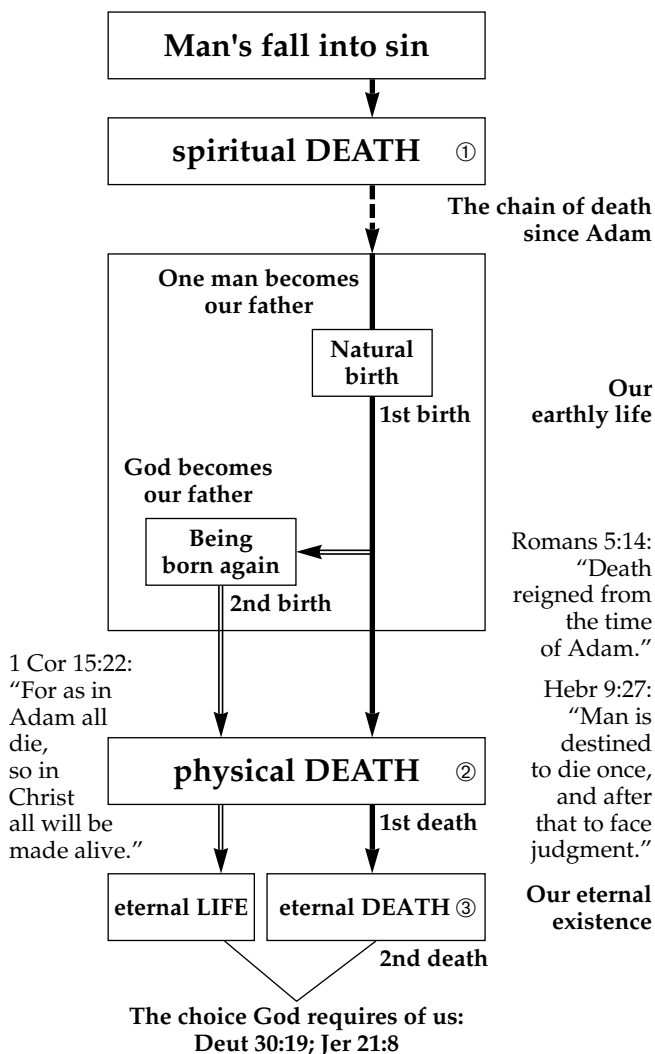 Man's fall into sin
spiritual DEATH ①
The chain of death
since Adam
One man becomes
our father
Natural
birth
1st birth
Our
earthly life
God becomes
our father
Being
born again
2nd birth
Romans 5:14:
“Death
reigned from
the time
of Adam.”
1 Cor 15:22:
“For as in
Adam all
die,
so in
Christ
all will be
made alive.”
Hebr 9:27:
“Man is
destined
to die once,
and after
that to face
judgment.”
physical DEATH ②
1st death
eternal LIFE
eternal DEATH ③
Our eternal
existence
2nd death
The choice God requires of us:
Deut 30:19; Jer 21:8